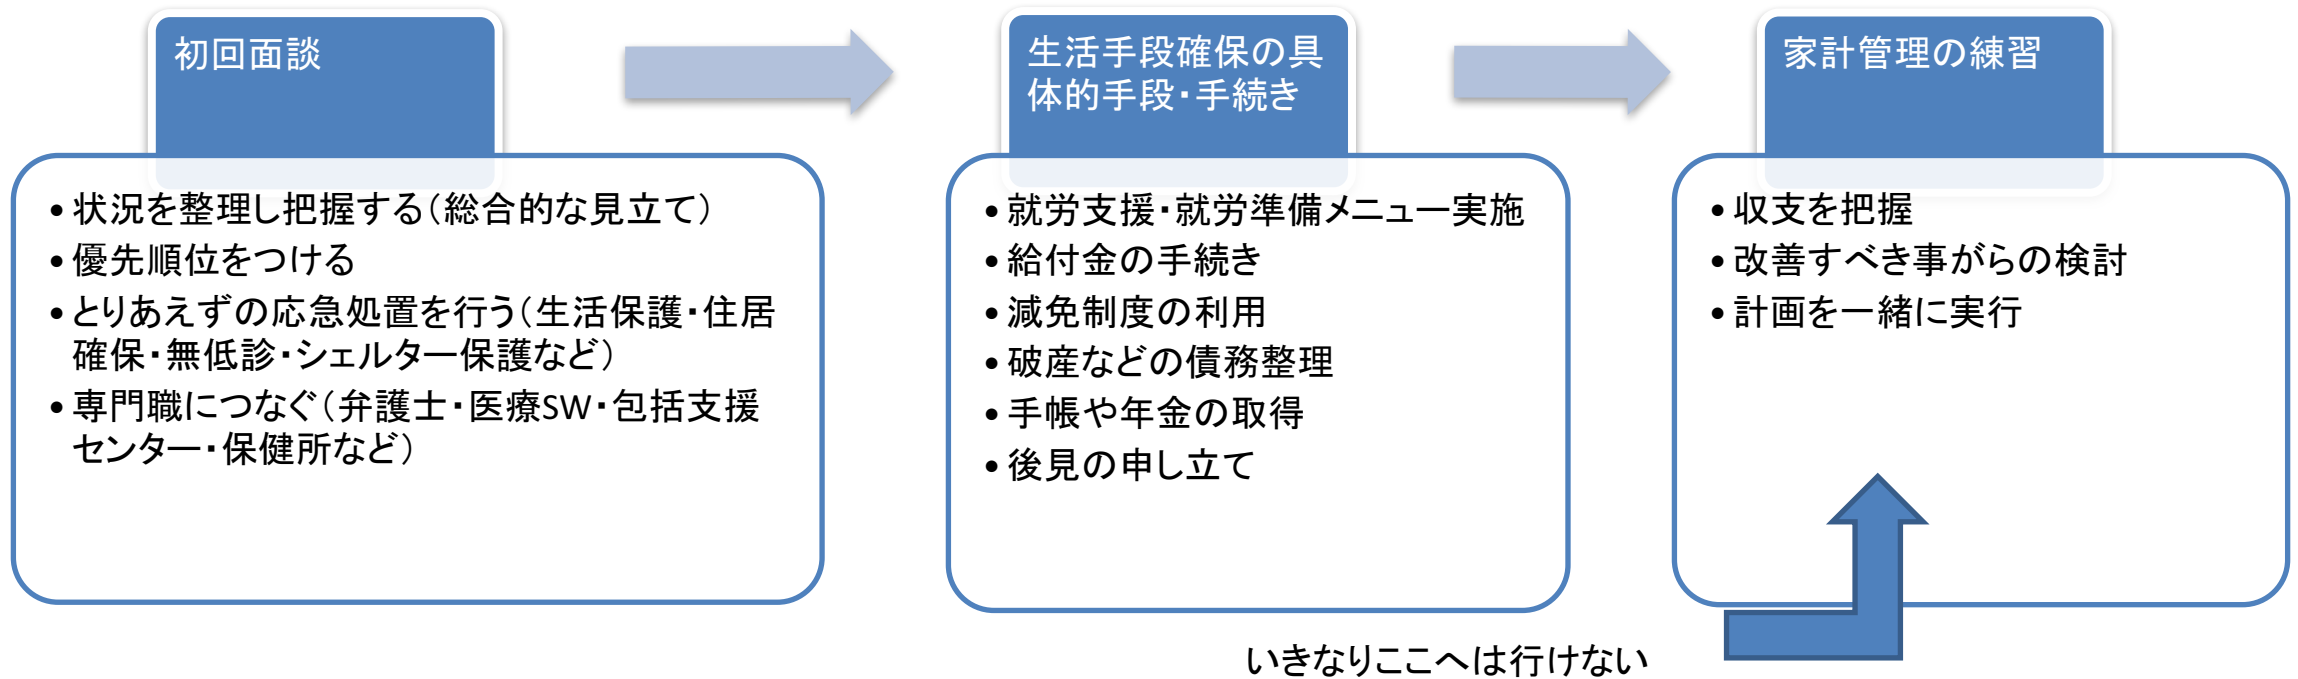 初回面談
• 状況を整理し把握する（総合的な見立て）
• 優先順位をつける
• とりあえずの応急処置を行う（生活保護・住居
確保・無低診・シェルター保護など）
• 専門職につなぐ（弁護士・医療SW・包括支援
センター・保健所など）
生活手段確保の具
体的手段・手続き
• 就労支援・就労準備メニュー実施
• 給付金の手続き
• 減免制度の利用
• 破産などの債務整理
• 手帳や年金の取得
• 後見の申し立て
家計管理の練習
• 収支を把握
• 改善すべき事がらの検討
• 計画を一緒に実行
いきなりここへは行けない